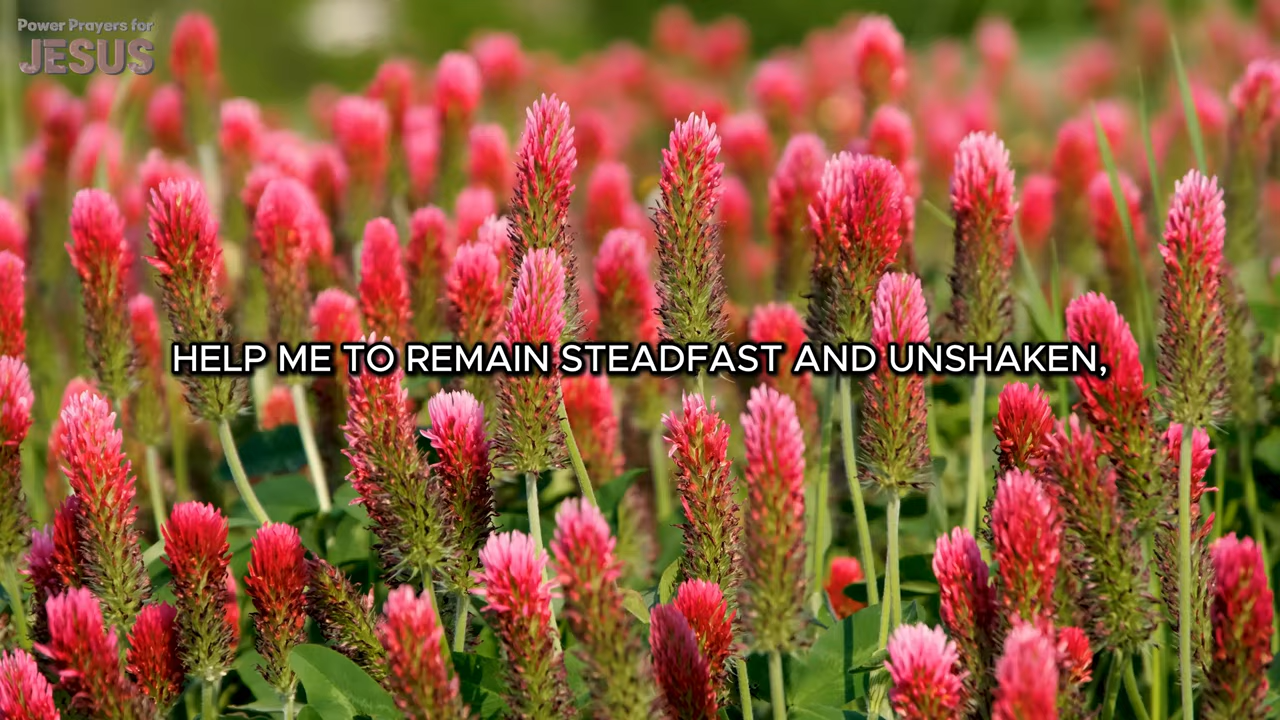 Power Prayers for
JESUS
HELP ME TO REMAIN STEADFAST AND UNSHAKEN,